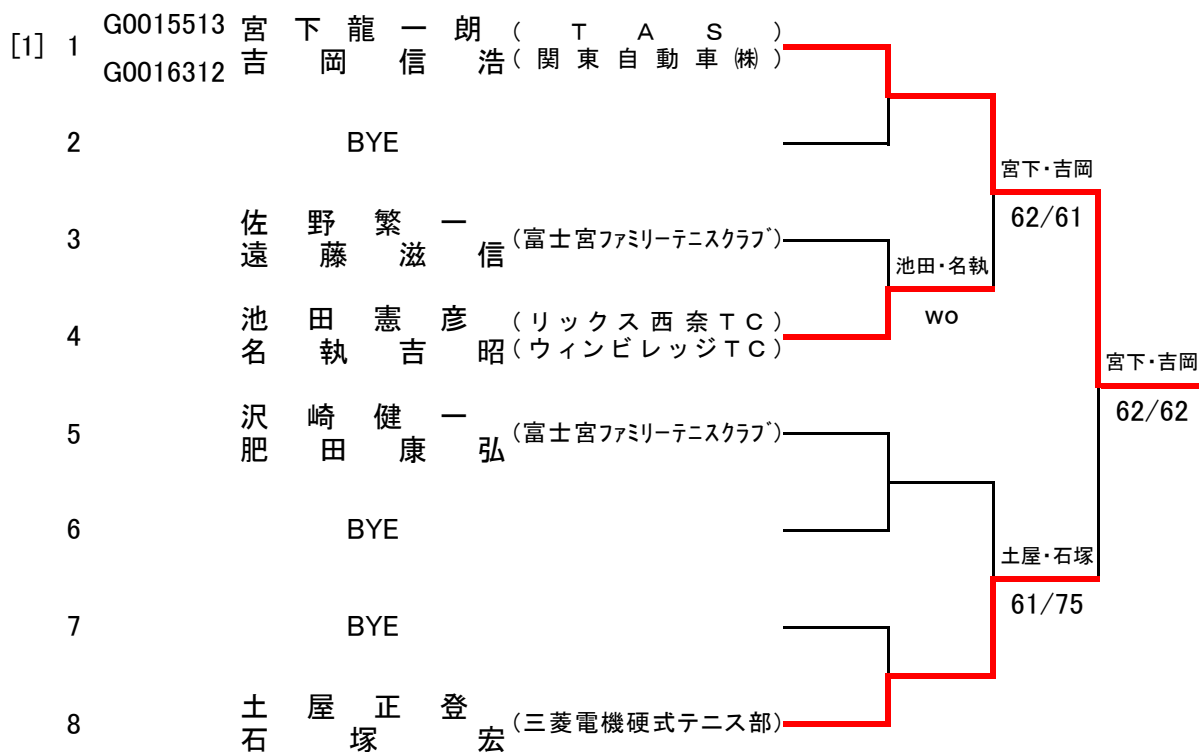 G0015513 宮下龍一朗 (TAS)
[1] 1
G0016312 吉岡信浩 (関東自動車㈱)
2 BYE
宮下・吉岡
62/61
佐野繁一
3 (富士宮ファミリーテニスクラブ)
遠藤滋信
池田・名執
wo
池田憲彦 (リックス西奈TC)
4
名執吉昭 (ウィンビレッジTC)
宮下・吉岡
62/62
沢崎健一
5 (富士宮ファミリーテニスクラブ)
肥田康弘
6 BYE
土屋・石塚
61/75
7 BYE
土屋正登
8 (三菱電機硬式テニス部)
石塚宏